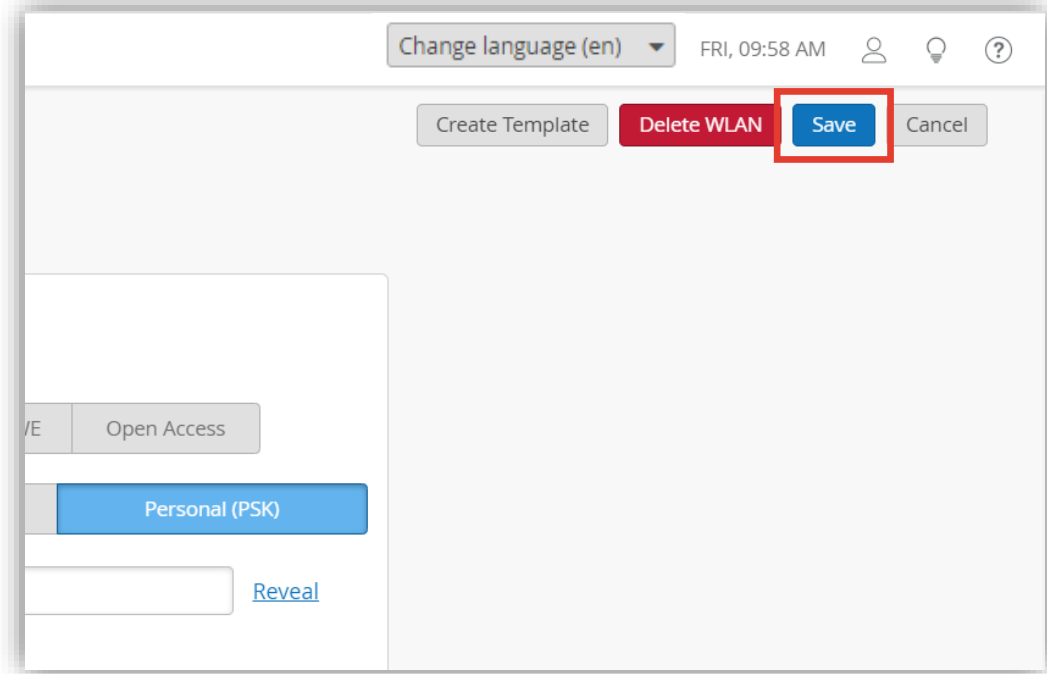 Change language (en) FRI, 09:58 AM ?
Create Template Delete WLAN Save Cancel
Open Access
Personal (PSK)
Reveal